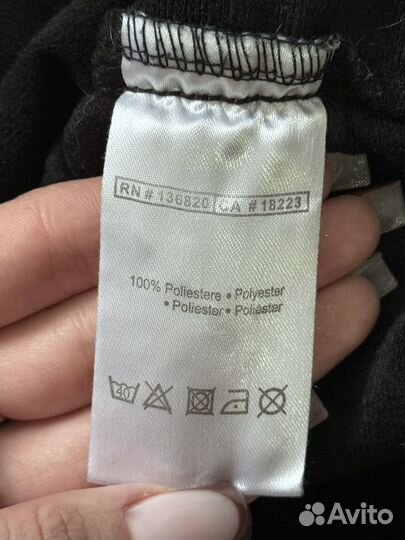 RN # 136820 CA # 18223
100% Poliestere • Polyester
• Poliester • Poliéster
40
Avito